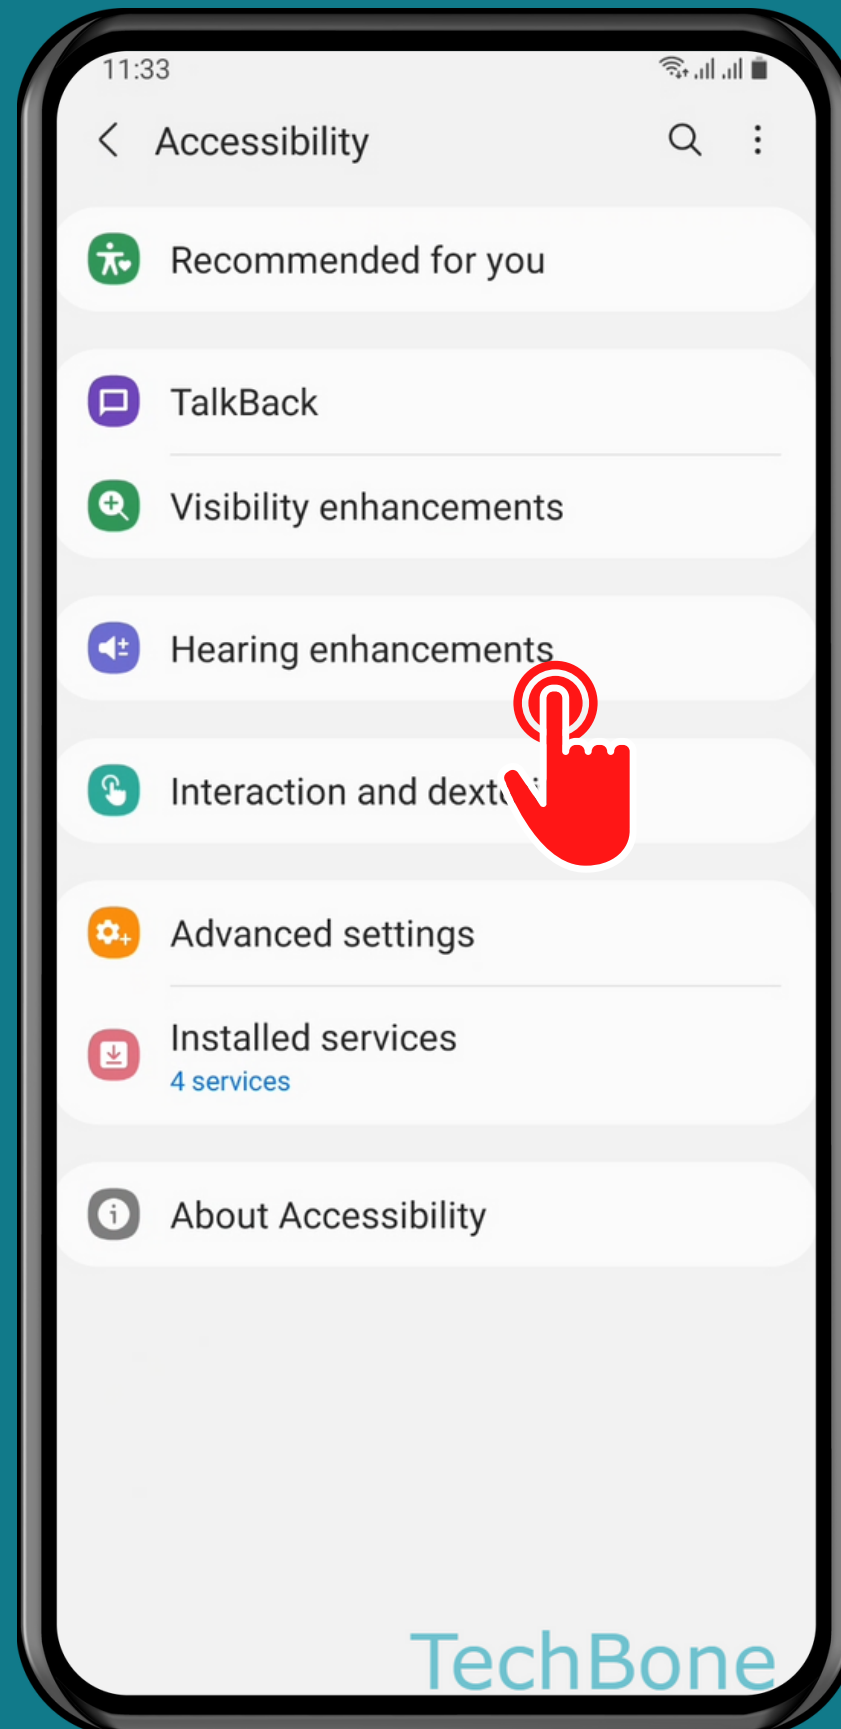 11:33
Accessibility
Recommended for you
TalkBack
Visibility enhancements
Hearing enhancements
Interaction and
Advanced settings
Installed services
4 services
About Accessibility
TechBone